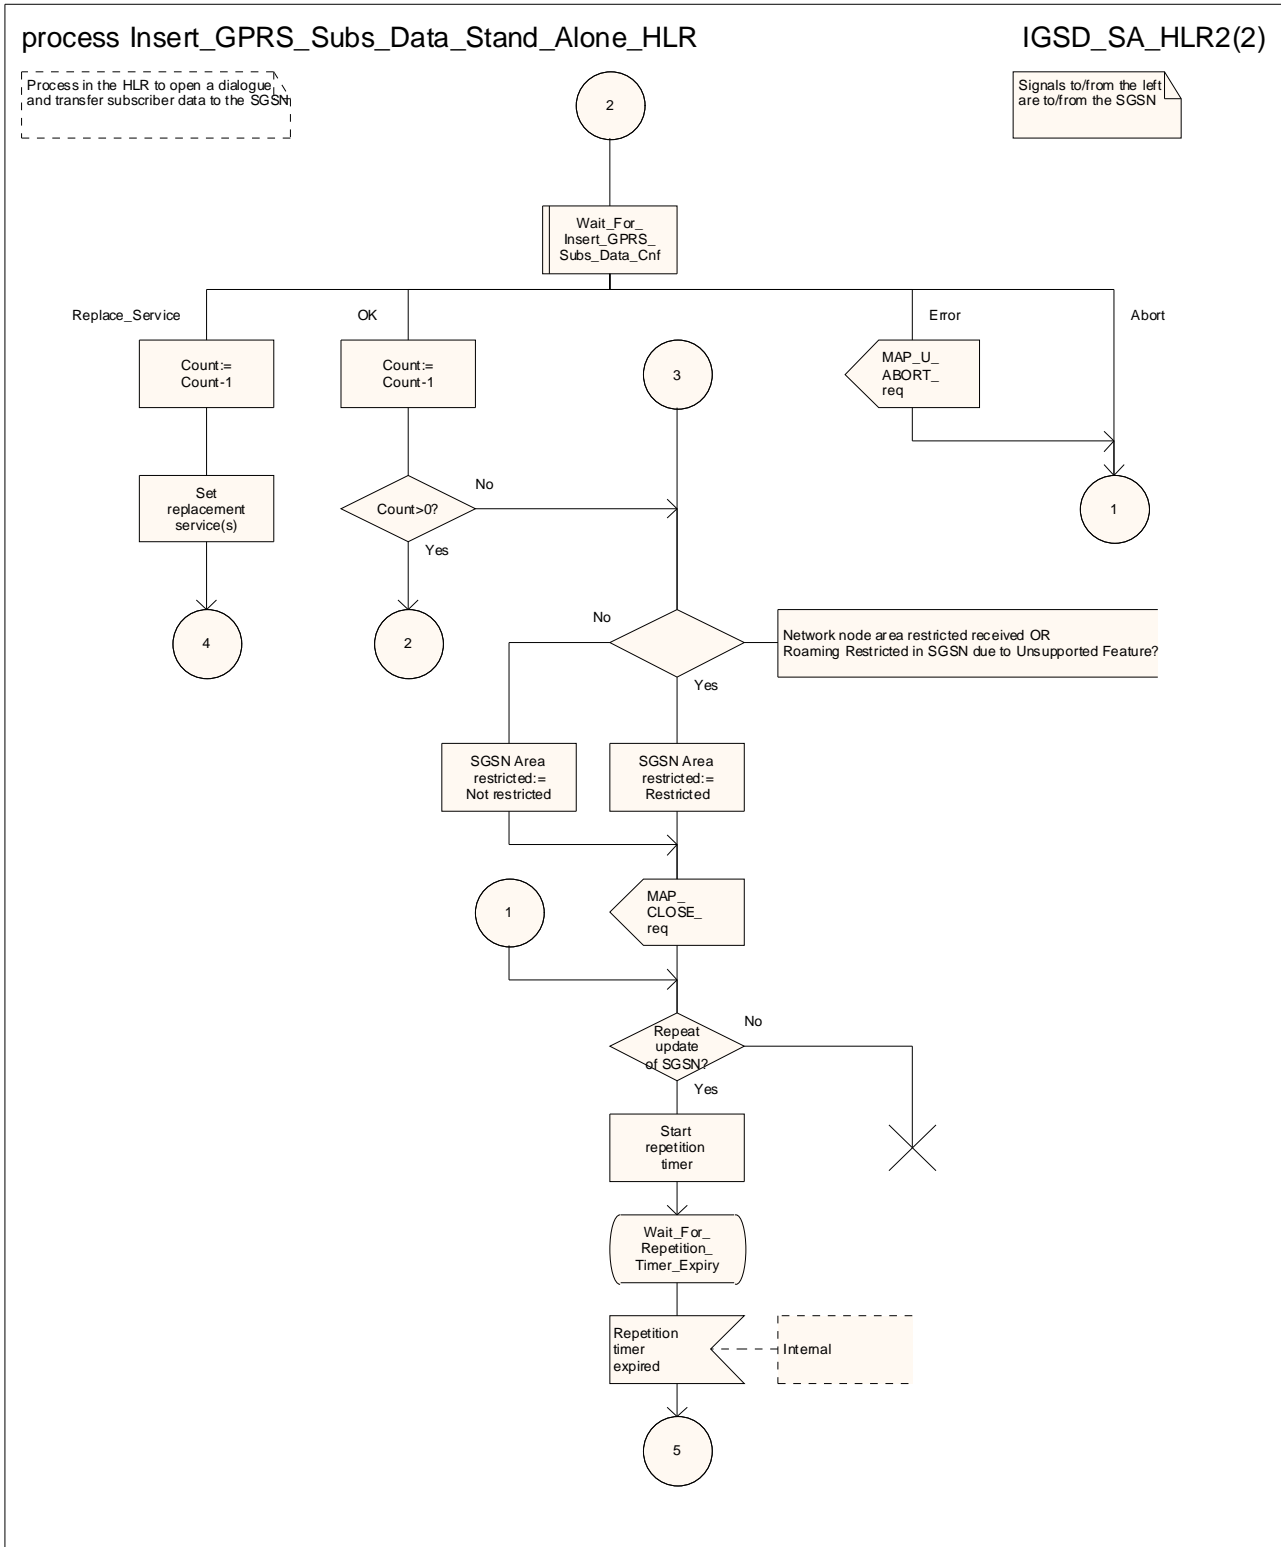 process Insert_GPRS_Subs_Data_Stand_Alone_HLR
IGSD_SA_HLR2(2)
Process in the HLR to open a dialogue
and transfer subscriber data to the SGSN
Signals to/from the left
are to/from the SGSN
2
Wait_For_
Insert_GPRS_
Subs_Data_Cnf
Replace_Service
OK
Error
Abort
Count:=
Count-1
Count:=
Count-1
3
MAP_U_
ABORT_
req
Set
replacement
service(s)
Count>0?
No
Yes
1
4
2
No
Yes
Network node area restricted received OR
Roaming Restricted in SGSN due to Unsupported Feature?
SGSN Area
restricted:=
Not restricted
SGSN Area
restricted:=
Restricted
1
MAP_
CLOSE_
req
Repeat
update
of SGSN?
No
Yes
Start
repetition
timer
Wait_For_
Repetition_
Timer_Expiry
Repetition
timer
expired
Internal
5